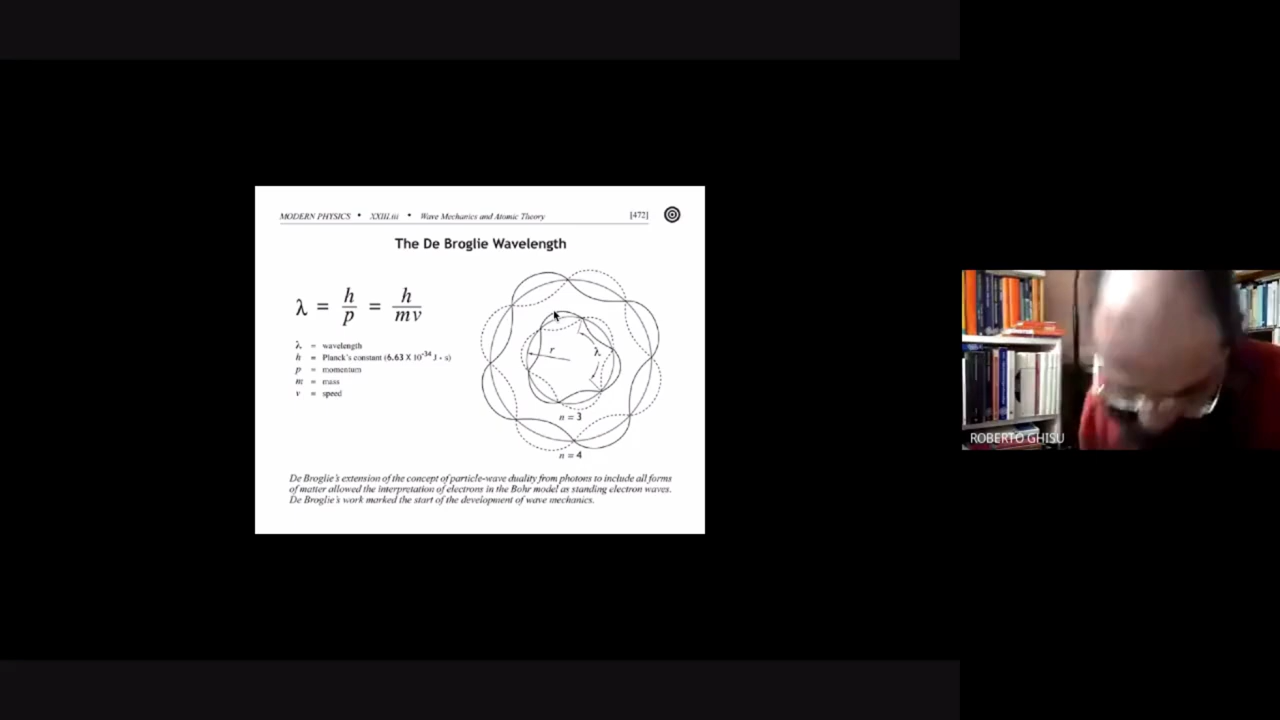 MODERN PHYSICS • XXIII.iii • Wave Mechanics and Atomic Theory [472]
The De Broglie Wavelength
λ = h/p = h/mv
λ = wavelength
h = Planck's constant (6.63 X 10⁻³⁴ J • s)
p = momentum
m = mass
v = speed
r
λ
n = 3
n = 4
De Broglie's extension of the concept of particle-wave duality from photons to include all forms
of matter allowed the interpretation of electrons in the Bohr model as standing electron waves.
De Broglie's work marked the start of the development of wave mechanics.
ROBERTO GHISU